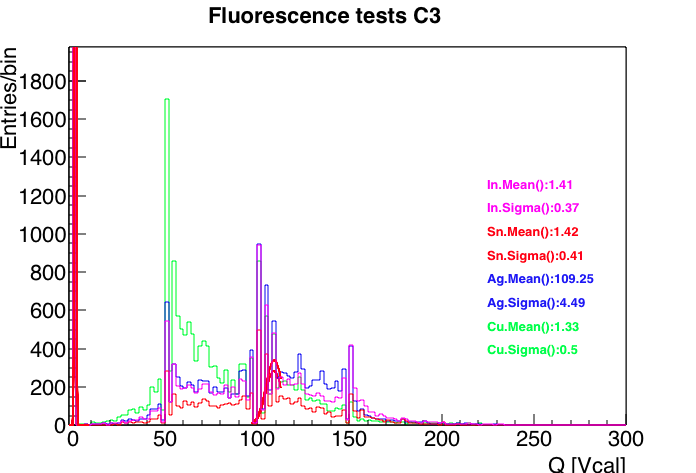 Fluorescence tests C3
Entries/bin
1800
1600
1400
1200
1000
800
600
400
200
0
In.Mean():1.41
In.Sigma():0.37
Sn.Mean():1.42
Sn.Sigma():0.41
Ag.Mean():109.25
Ag.Sigma():4.49
Cu.Mean():1.33
Cu.Sigma():0.5
0 50 100 150 200 250 300
Q [Vcal]